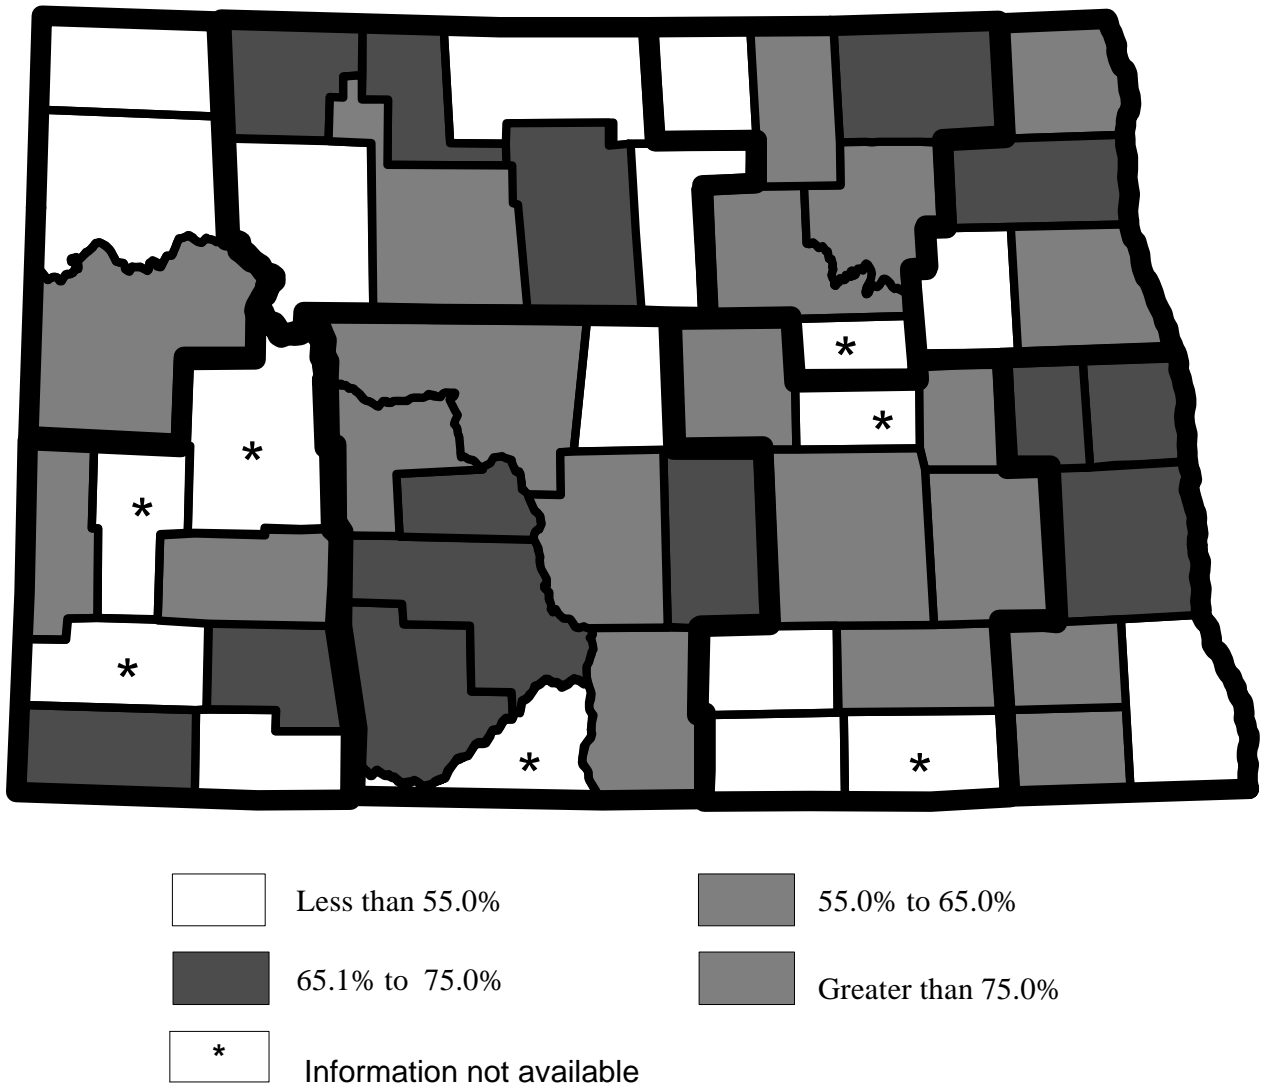 *
*
*
*
*
*
*
*
Less than 55.0%
55.0% to 65.0%
65.1% to 75.0%
Greater than 75.0%
*
Information not available